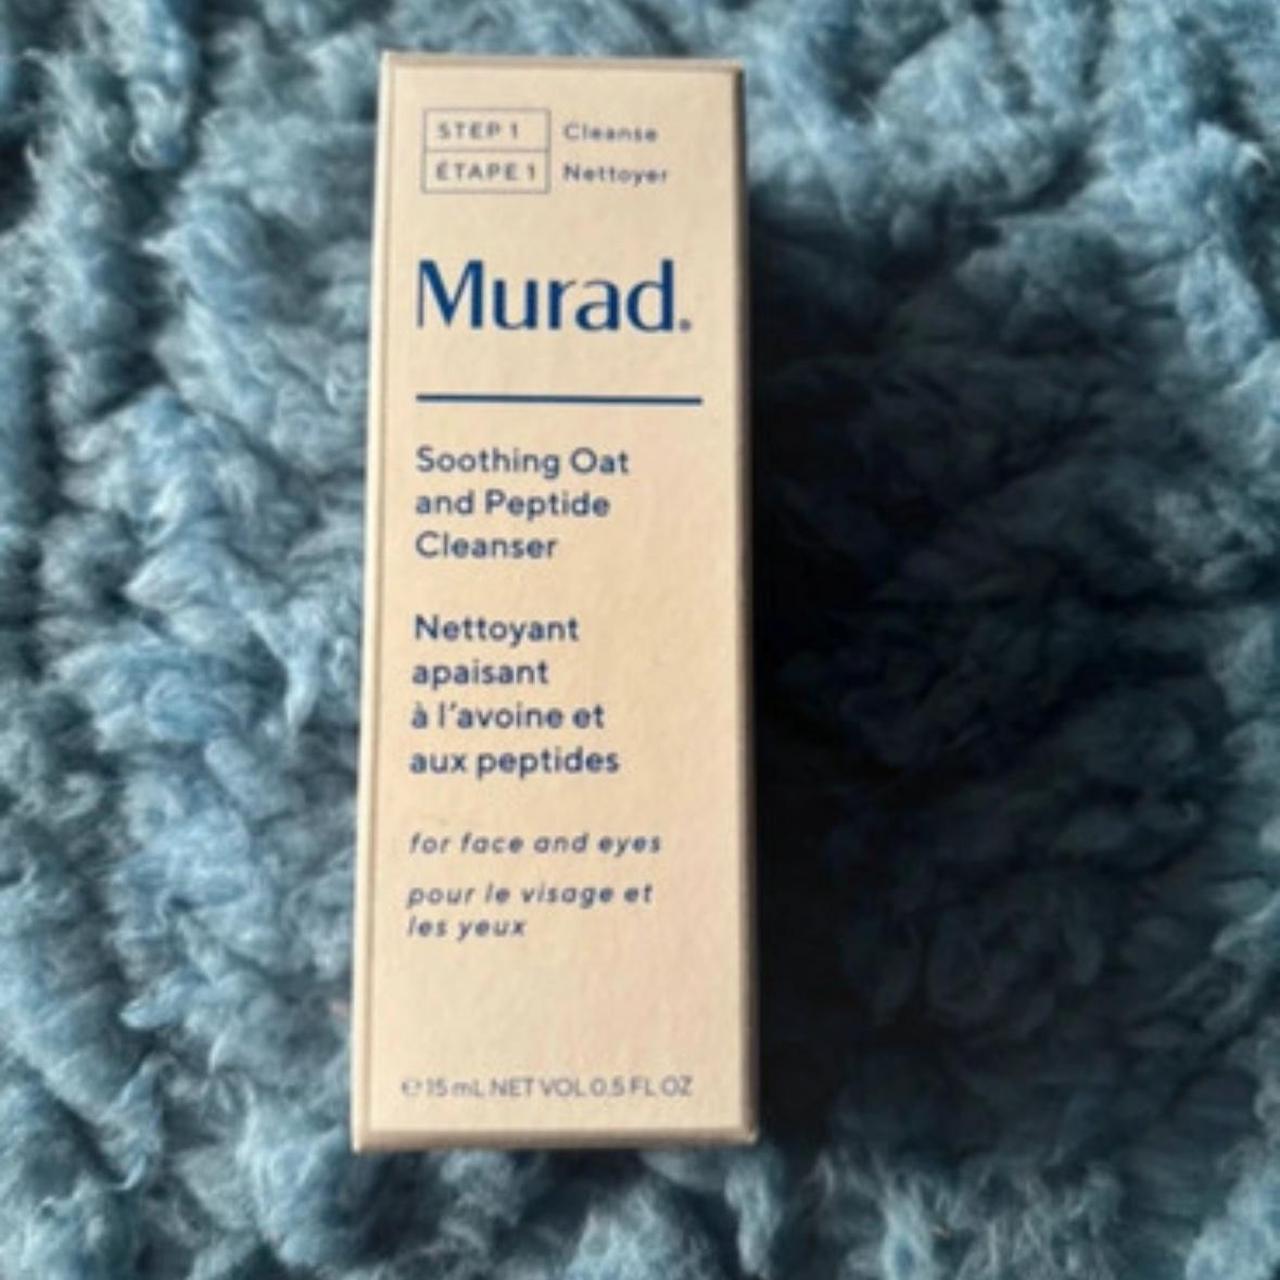 STEP 1 Cleanse
ÉTAPE 1 Nettoyer
Murad.
Soothing Oat
and Peptide
Cleanser
Nettoyant
apaisant
à l'avoine et
aux peptides
for face and eyes
pour le visage et
les yeux
℮ 15 mL NET VOL 0.5 FL OZ